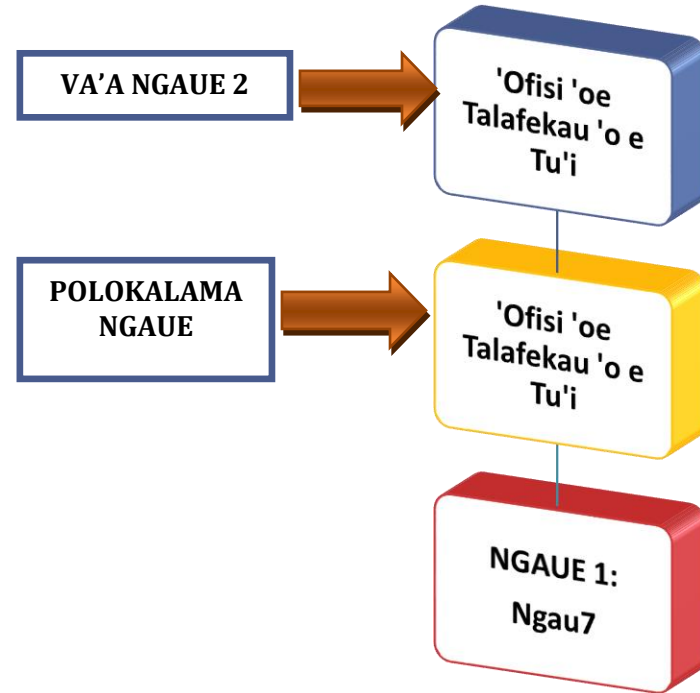 VA'A NGAUE 2
'Ofisi 'oe
Talafekau 'o e
Tu'i
POLOKALAMA
NGAUE
'Ofisi 'oe
Talafekau 'o e
Tu'i
NGAUE 1:
Ngau7